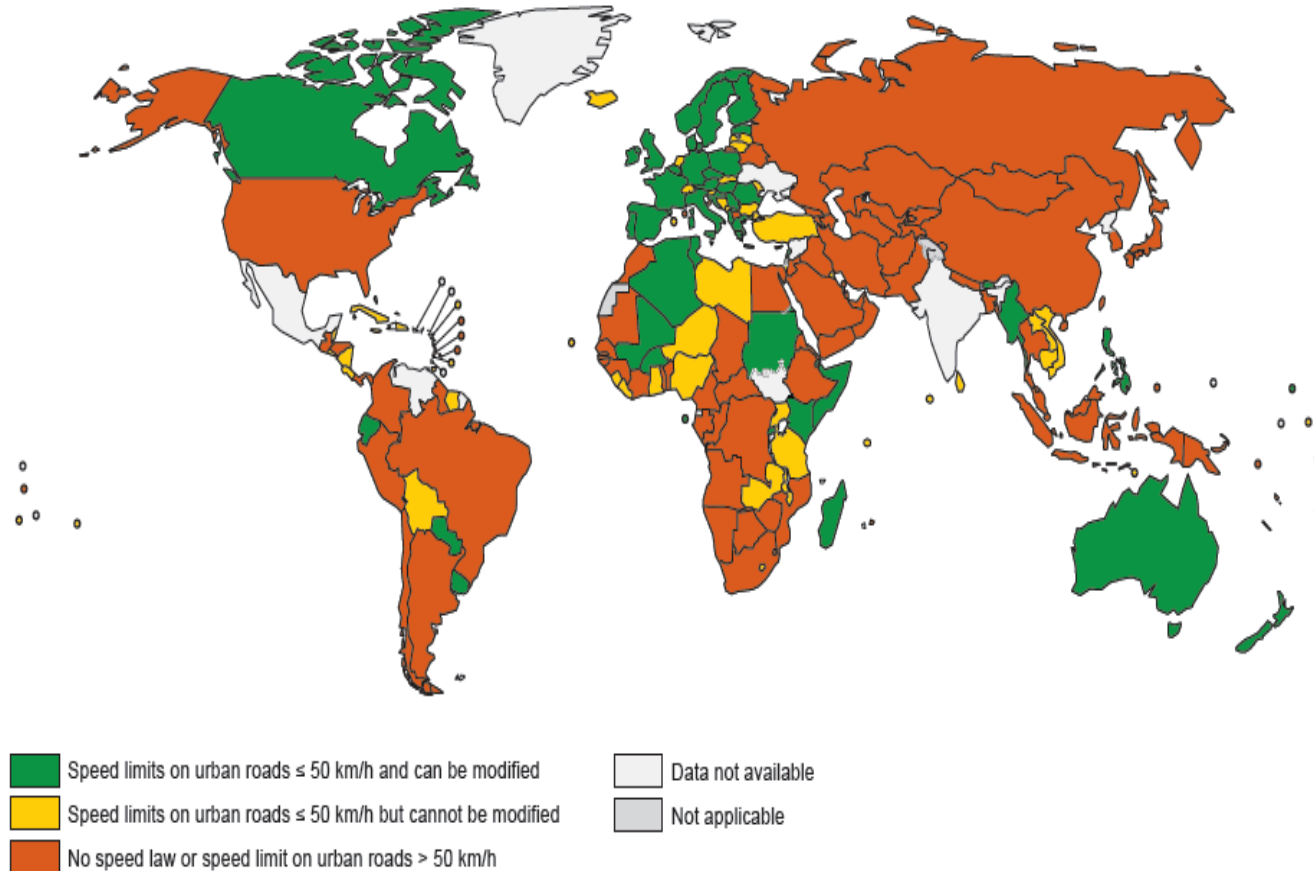 Speed limits on urban roads ≤ 50 km/h and can be modified
Speed limits on urban roads ≤ 50 km/h but cannot be modified
No speed law or speed limit on urban roads > 50 km/h
Data not available
Not applicable